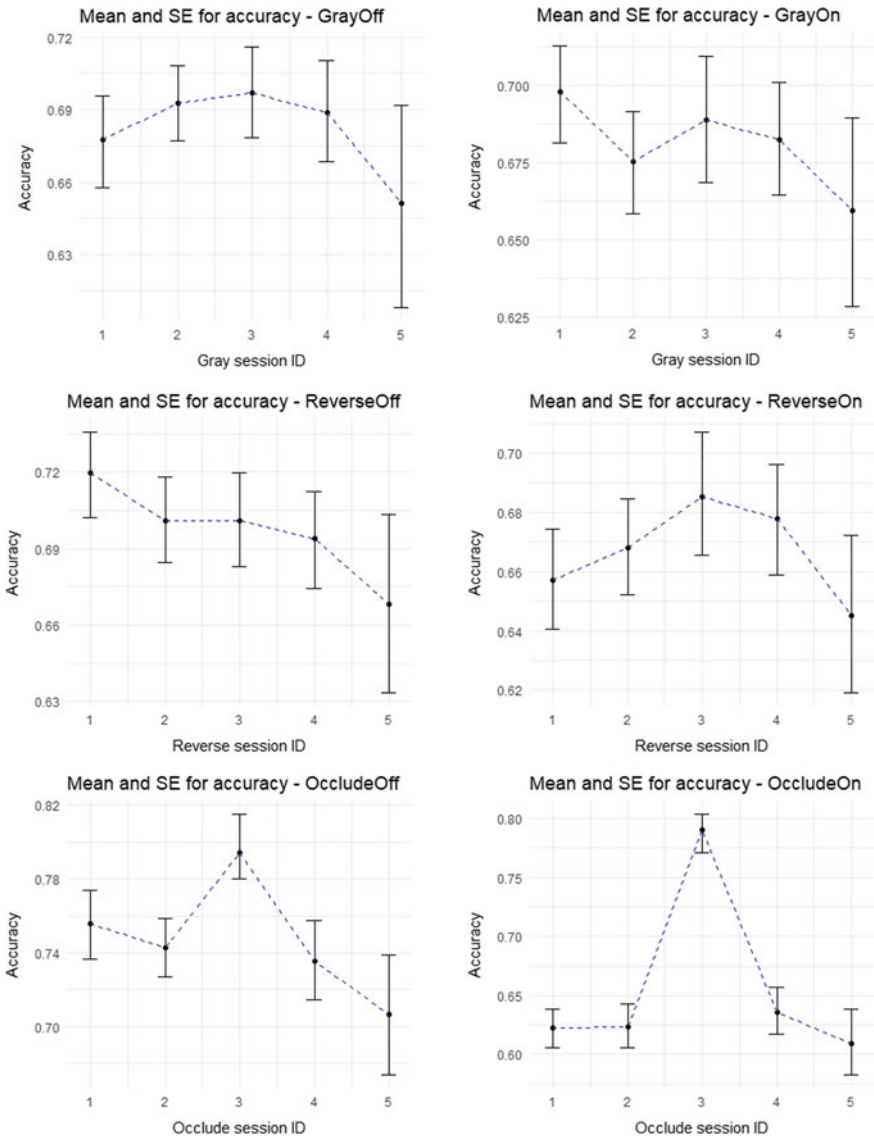 Mean and SE for accuracy - GrayOff
0.72
0.69
0.66
0.63
Accuracy
1 2 3 4 5
Gray session ID
Mean and SE for accuracy - GrayOn
0.700
0.675
0.650
0.625
Accuracy
1 2 3 4 5
Gray session ID
Mean and SE for accuracy - ReverseOff
0.72
0.69
0.66
0.63
Accuracy
1 2 3 4 5
Reverse session ID
Mean and SE for accuracy - ReverseOn
0.70
0.68
0.66
0.64
0.62
Accuracy
1 2 3 4 5
Reverse session ID
Mean and SE for accuracy - OccludeOff
0.82
0.78
0.74
0.70
Accuracy
1 2 3 4 5
Occlude session ID
Mean and SE for accuracy - OccludeOn
0.80
0.75
0.70
0.65
0.60
Accuracy
1 2 3 4 5
Occlude session ID